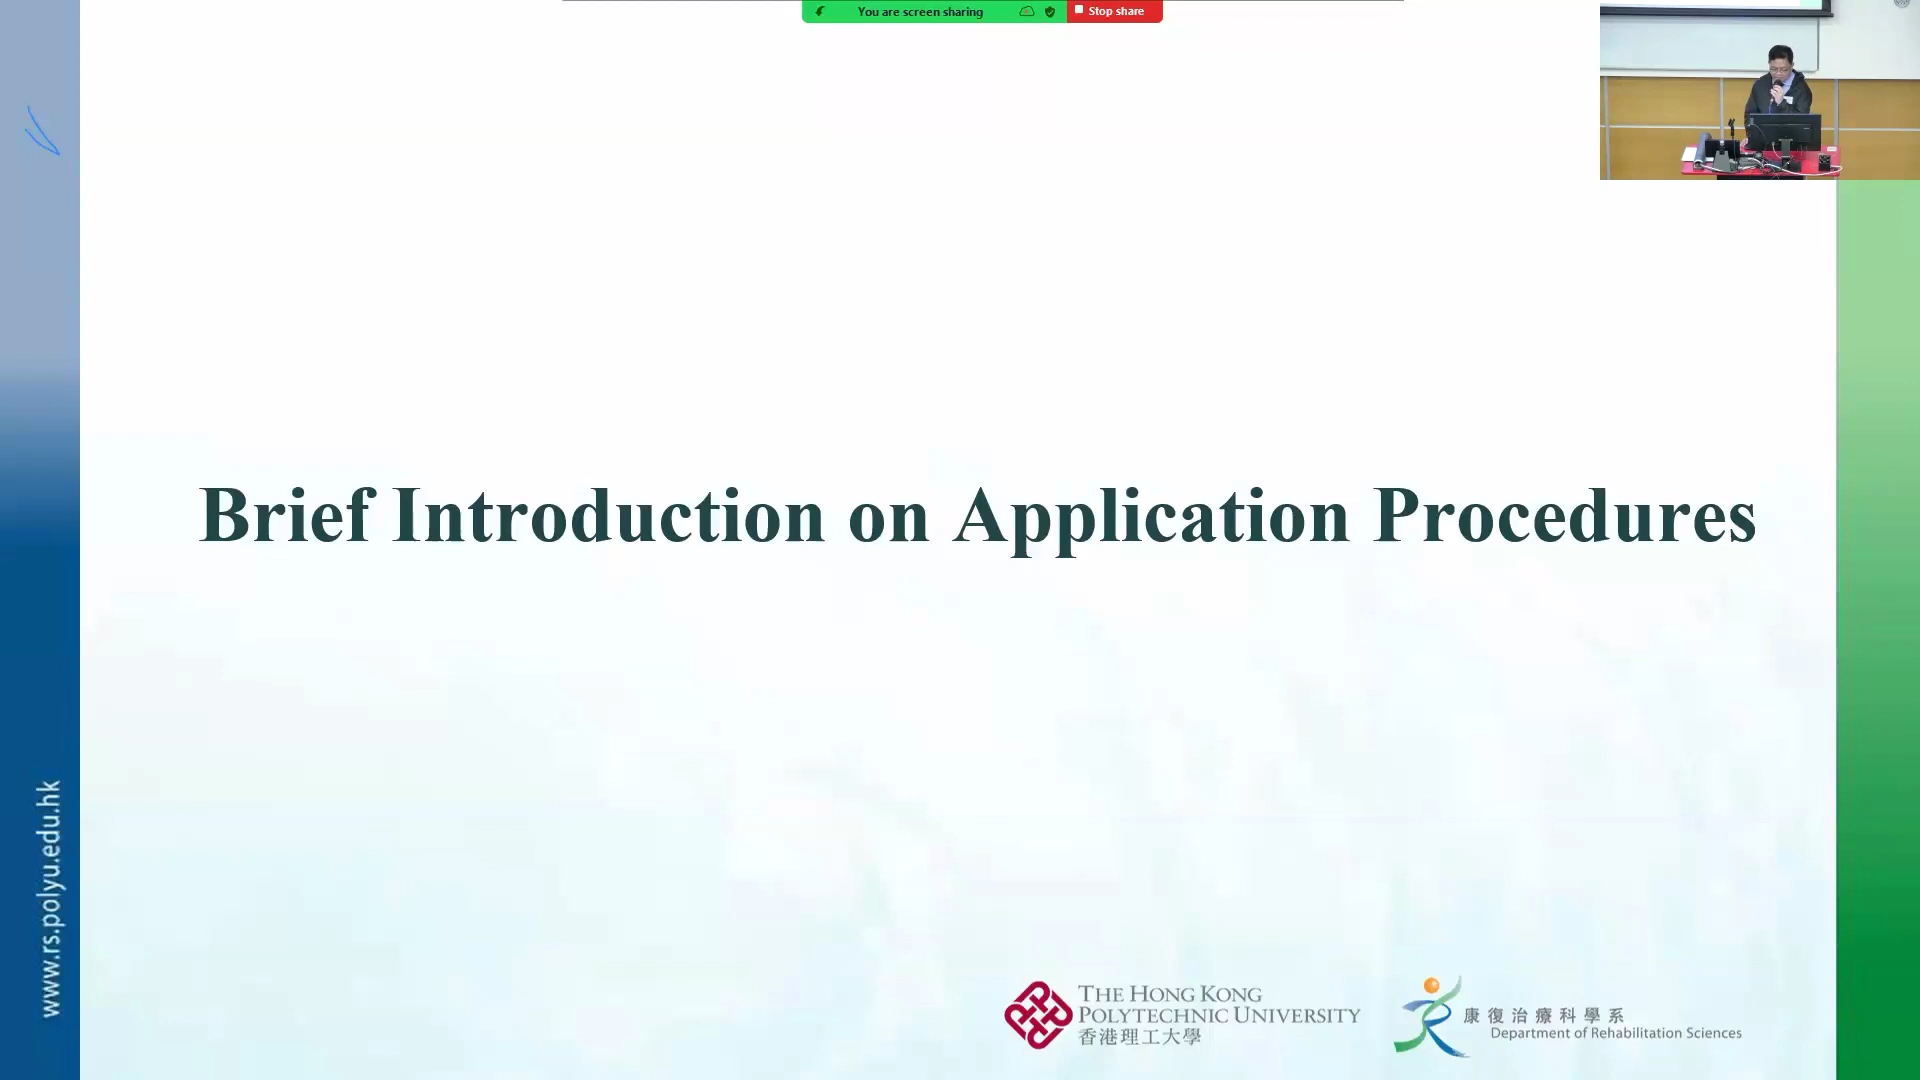 You are screen sharing
Stop share
Brief Introduction on Application Procedures
www.rs.polyu.edu.hk
THE HONG KONG
POLYTECHNIC UNIVERSITY
香港理工大學
康復治療科學系
Department of Rehabilitation Sciences